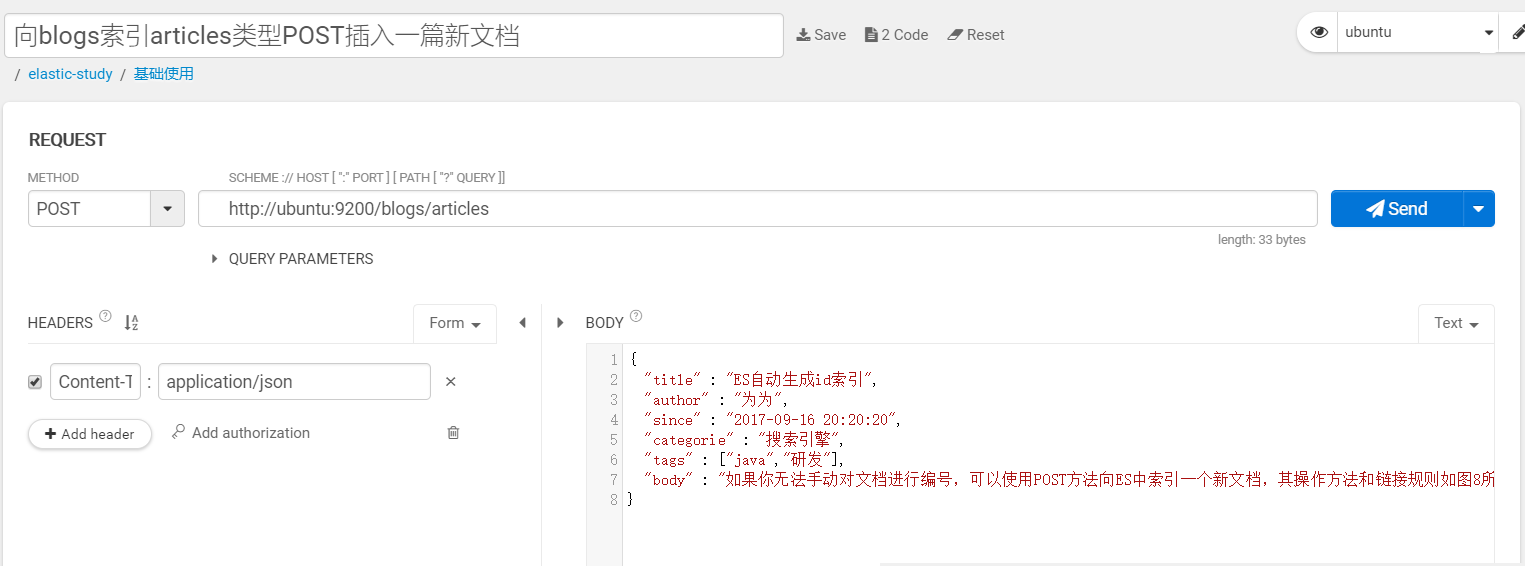 向blogs索引articles类型POST插入一篇新文档
Save
2 Code
Reset
ubuntu
/ elastic-study / 基础使用
REQUEST
METHOD
SCHEME :// HOST [ ":" PORT ] [ PATH [ "?" QUERY ]]
POST
http://ubuntu:9200/blogs/articles
Send
length: 33 bytes
QUERY PARAMETERS
HEADERS
Form
BODY
Text
Content-T : application/json
Add header
Add authorization
1 {
2 "title" : "ES自动生成id索引",
3 "author" : "为为",
4 "since" : "2017-09-16 20:20:20",
5 "categorie" : "搜索引擎",
6 "tags" : ["java","研发"],
7 "body" : "如果你无法手动对文档进行编号，可以使用POST方法向ES中索引一个新文档，其操作方法和链接规则如图8所
8 }